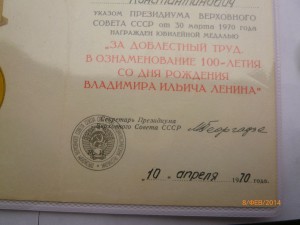 Константинович
УКАЗОМ ПРЕЗИДИУМА ВЕРХОВНОГО
СОВЕТА СССР от 30 марта 1970 года
НАГРАЖДЕН ЮБИЛЕЙНОЙ МЕДАЛЬЮ
„ЗА ДОБЛЕСТНЫЙ ТРУД
В ОЗНАМЕНОВАНИЕ 100-ЛЕТИЯ
СО ДНЯ РОЖДЕНИЯ
ВЛАДИМИРА ИЛЬИЧА ЛЕНИНА"
Секретарь Президиума
Верховного Совета СССР
„10„ апреля 1970 года.
8/ФЕВ/2014